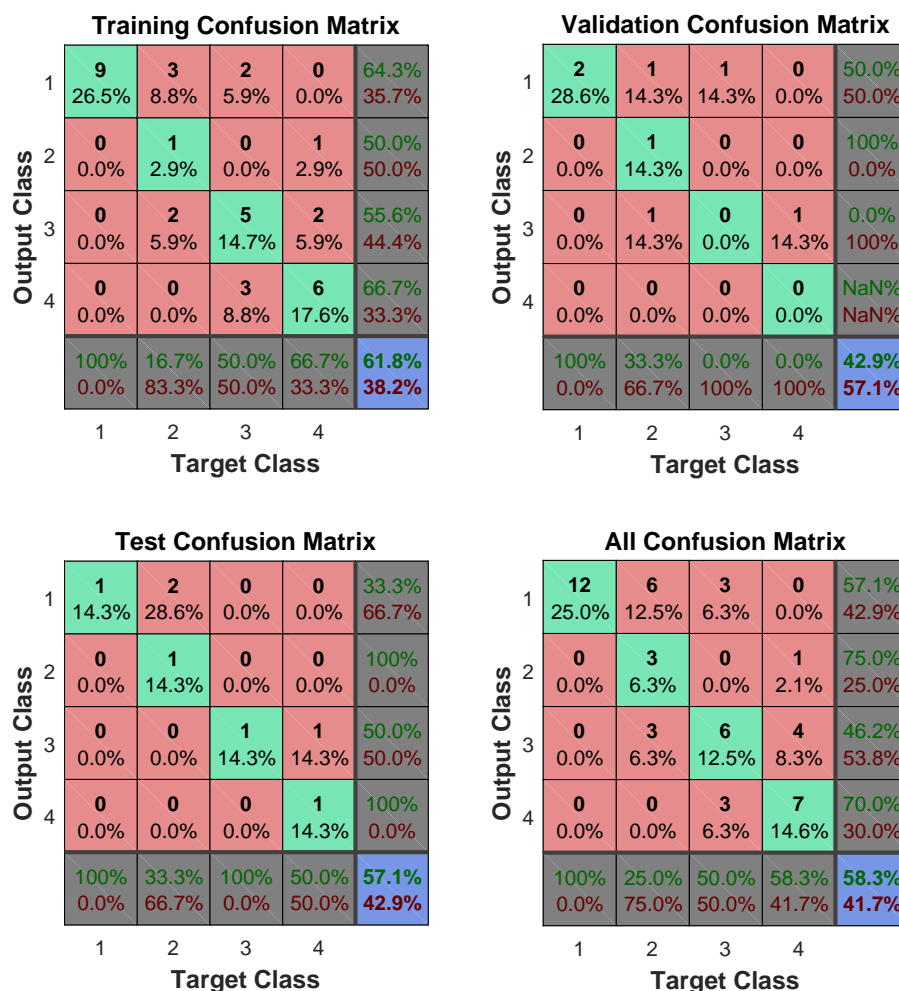 Training Confusion Matrix
9 3 2 0 64.3%
1
26.5% 8.8% 5.9% 0.0% 35.7%
0 1 0 1 50.0%
2
0.0% 2.9% 0.0% 2.9% 50.0%
0 2 5 2 55.6%
3
0.0% 5.9% 14.7% 5.9% 44.4%
0 0 3 6 66.7%
4
0.0% 0.0% 8.8% 17.6% 33.3%
100% 16.7% 50.0% 66.7% 61.8%
0.0% 83.3% 50.0% 33.3% 38.2%
1 2 3 4
Target Class
Output Class
Validation Confusion Matrix
2 1 1 0 50.0%
1
28.6% 14.3% 14.3% 0.0% 50.0%
0 1 0 0 100%
2
0.0% 14.3% 0.0% 0.0% 0.0%
0 1 0 1 0.0%
3
0.0% 14.3% 0.0% 14.3% 100%
0 0 0 0 NaN%
4
0.0% 0.0% 0.0% 0.0% NaN%
100% 33.3% 0.0% 0.0% 42.9%
0.0% 66.7% 100% 100% 57.1%
1 2 3 4
Target Class
Output Class
Test Confusion Matrix
1 2 0 0 33.3%
1
14.3% 28.6% 0.0% 0.0% 66.7%
0 1 0 0 100%
2
0.0% 14.3% 0.0% 0.0% 0.0%
0 0 1 1 50.0%
3
0.0% 0.0% 14.3% 14.3% 50.0%
0 0 0 1 100%
4
0.0% 0.0% 0.0% 14.3% 0.0%
100% 33.3% 100% 50.0% 57.1%
0.0% 66.7% 0.0% 50.0% 42.9%
1 2 3 4
Target Class
Output Class
All Confusion Matrix
12 6 3 0 57.1%
1
25.0% 12.5% 6.3% 0.0% 42.9%
0 3 0 1 75.0%
2
0.0% 6.3% 0.0% 2.1% 25.0%
0 3 6 4 46.2%
3
0.0% 6.3% 12.5% 8.3% 53.8%
0 0 3 7 70.0%
4
0.0% 0.0% 6.3% 14.6% 30.0%
100% 25.0% 50.0% 58.3% 58.3%
0.0% 75.0% 50.0% 41.7% 41.7%
1 2 3 4
Target Class
Output Class